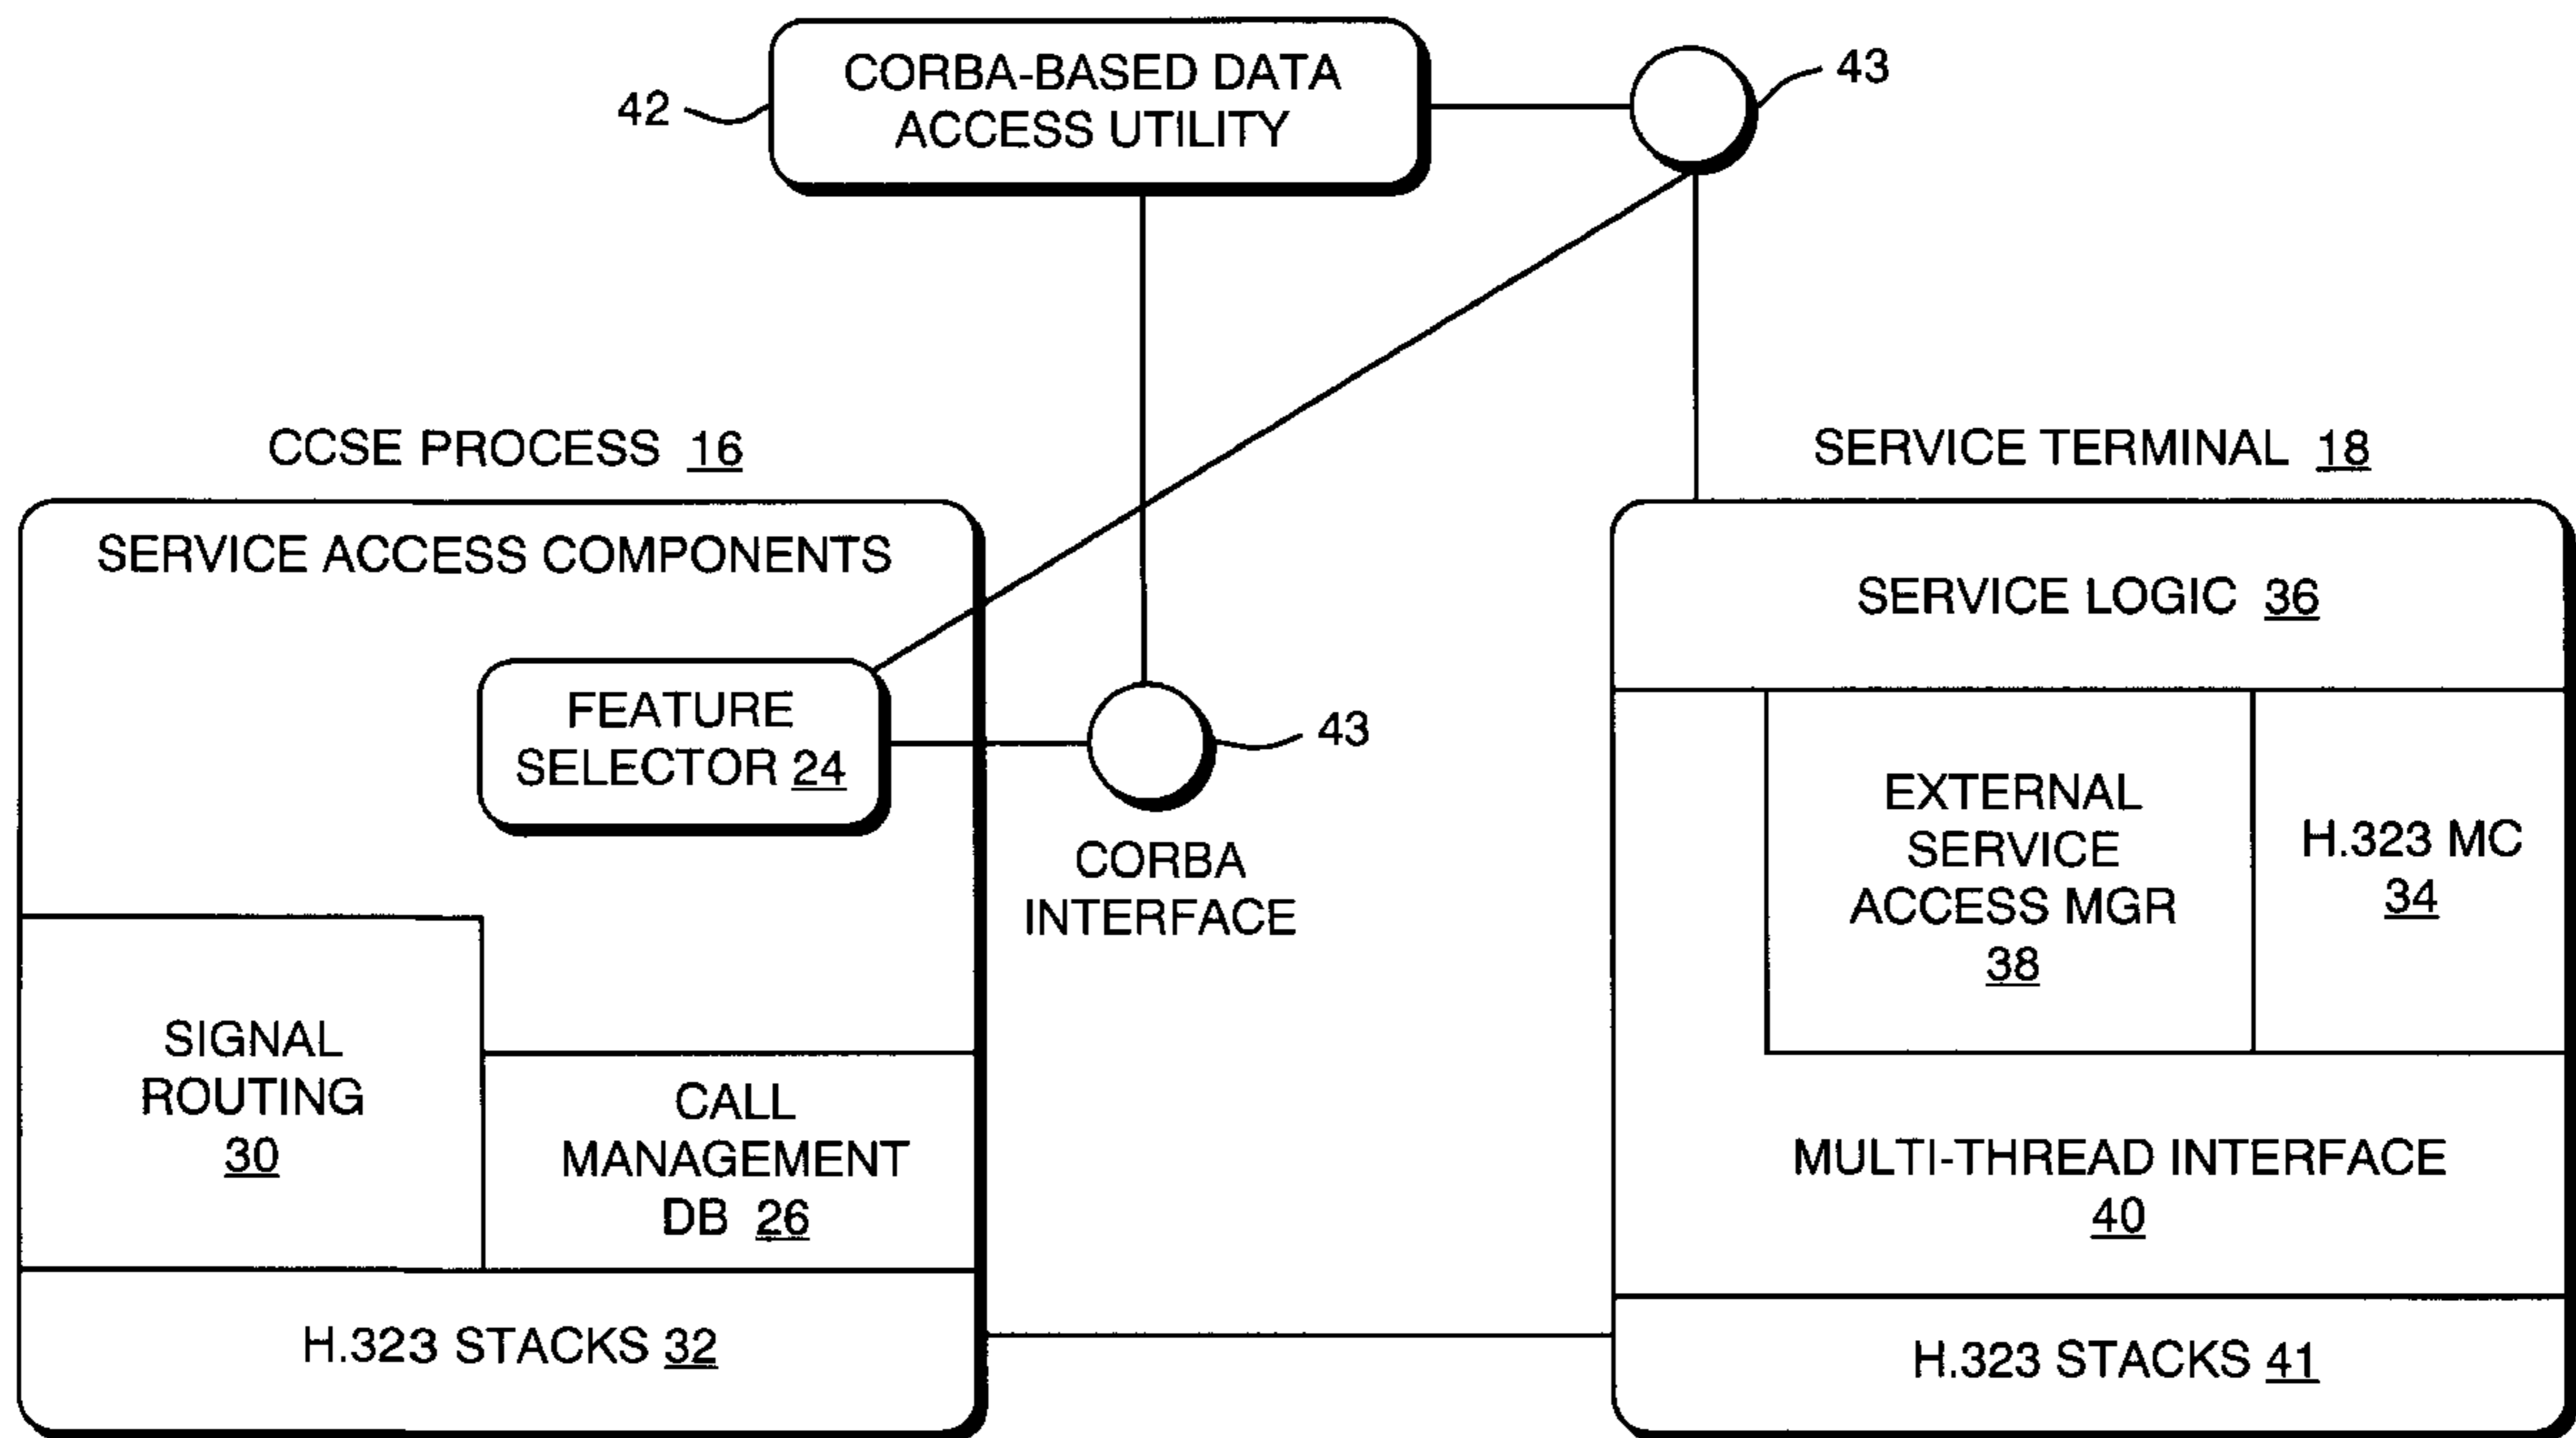 CORBA-BASED DATA
ACCESS UTILITY
42
43
CCSE PROCESS 16
SERVICE ACCESS COMPONENTS
FEATURE
SELECTOR 24
43
CORBA
INTERFACE
SIGNAL
ROUTING
30
CALL
MANAGEMENT
DB 26
H.323 STACKS 32
SERVICE TERMINAL 18
SERVICE LOGIC 36
EXTERNAL
SERVICE
ACCESS MGR
38
H.323 MC
34
MULTI-THREAD INTERFACE
40
H.323 STACKS 41